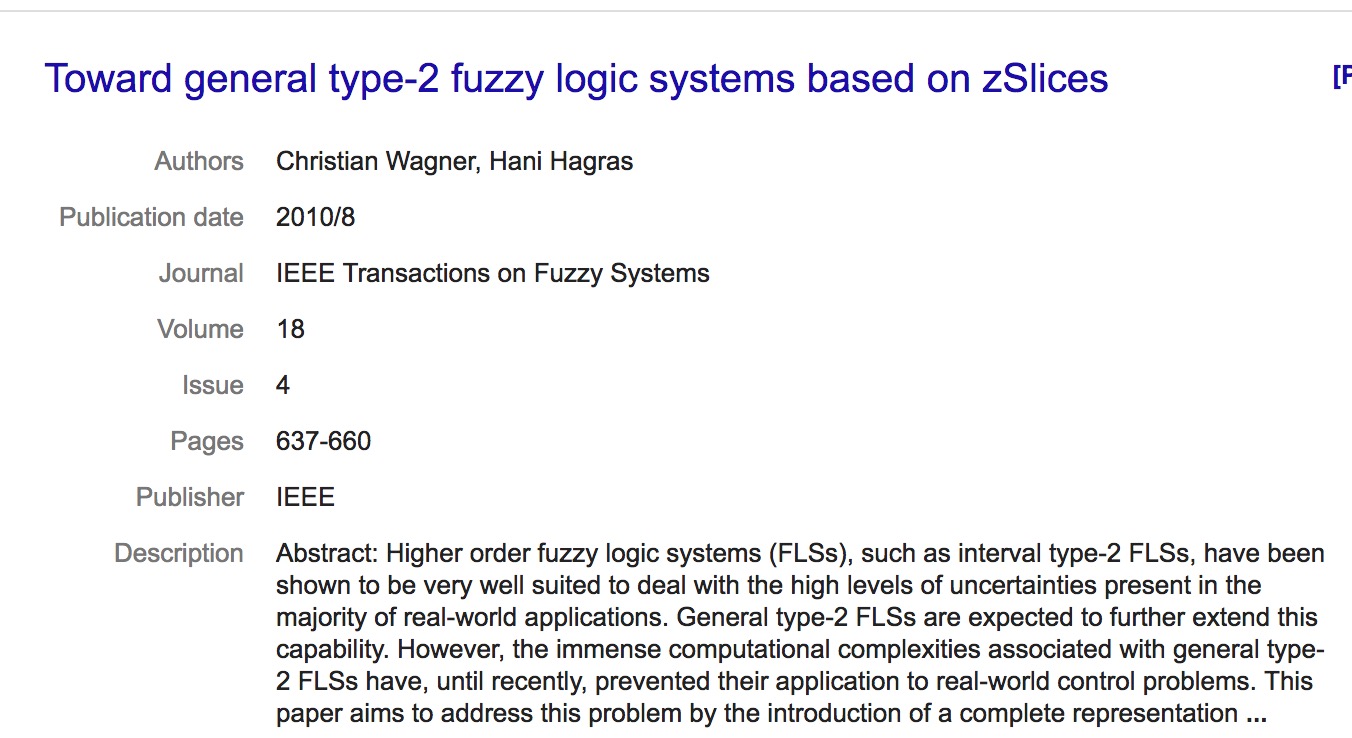 Toward general type-2 fuzzy logic systems based on zSlices
[F
Authors Christian Wagner, Hani Hagras
Publication date 2010/8
Journal IEEE Transactions on Fuzzy Systems
Volume 18
Issue 4
Pages 637-660
Publisher IEEE
Description Abstract: Higher order fuzzy logic systems (FLSs), such as interval type-2 FLSs, have been
shown to be very well suited to deal with the high levels of uncertainties present in the
majority of real-world applications. General type-2 FLSs are expected to further extend this
capability. However, the immense computational complexities associated with general type-
2 FLSs have, until recently, prevented their application to real-world control problems. This
paper aims to address this problem by the introduction of a complete representation ...